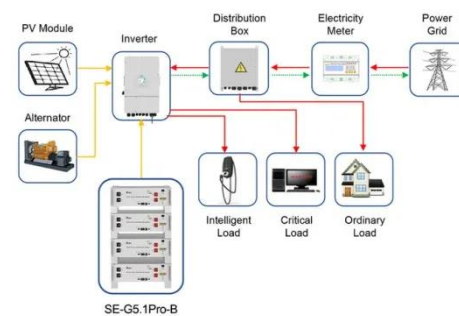 PV Module
Inverter
Distribution
Box
Electricity
Meter
Power
Grid
Alternator
Intelligent
Load
Critical
Load
Ordinary
Load
SE-G5.1Pro-B